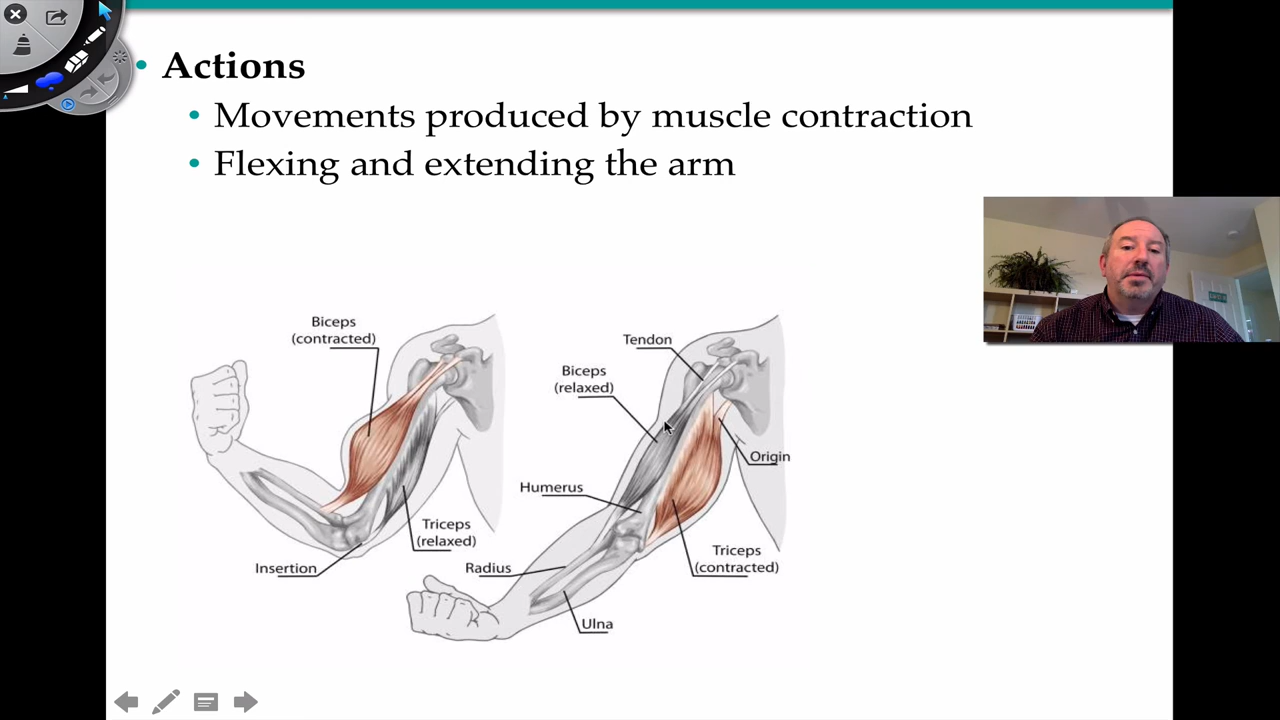 Actions
Movements produced by muscle contraction
Flexing and extending the arm
Biceps
(contracted)
Triceps
(relaxed)
Insertion
Tendon
Biceps
(relaxed)
Origin
Humerus
Triceps
(contracted)
Radius
Ulna